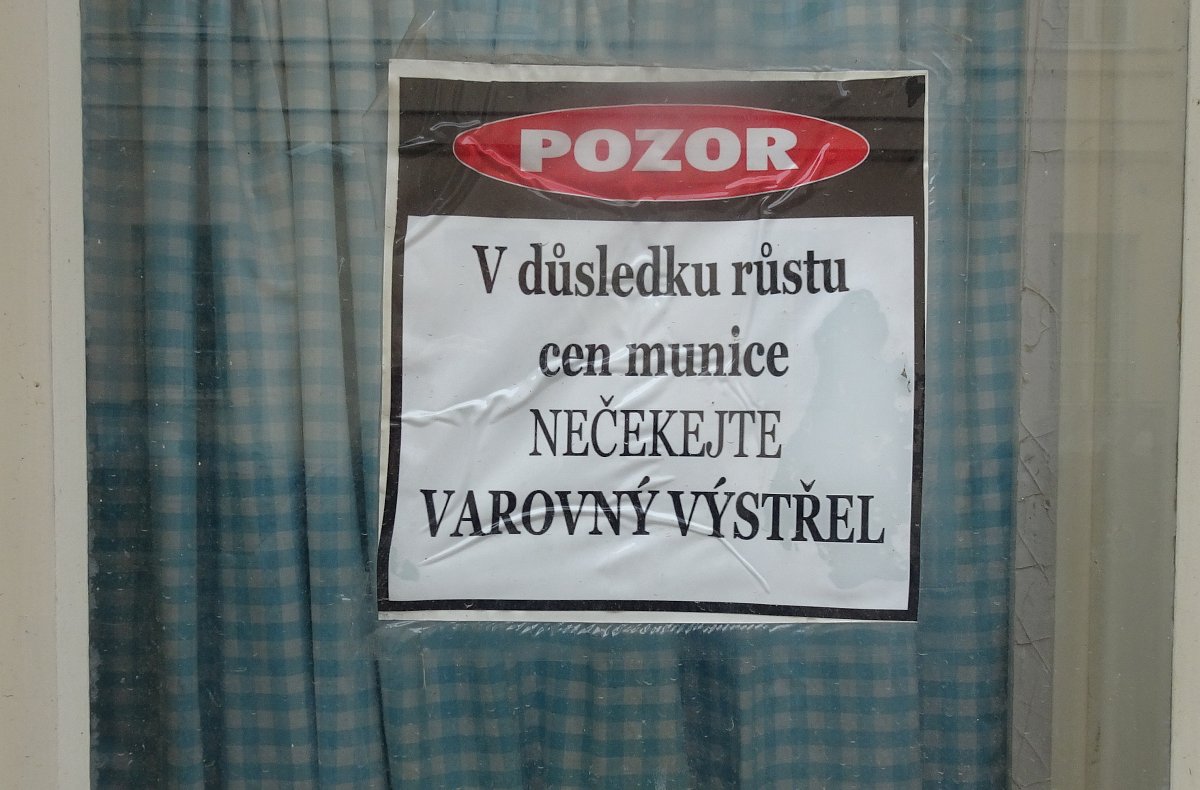 POZOR
V důsledku růstu
cen munice
NEČEKEJTE
VAROVNÝ VÝSTŘEL